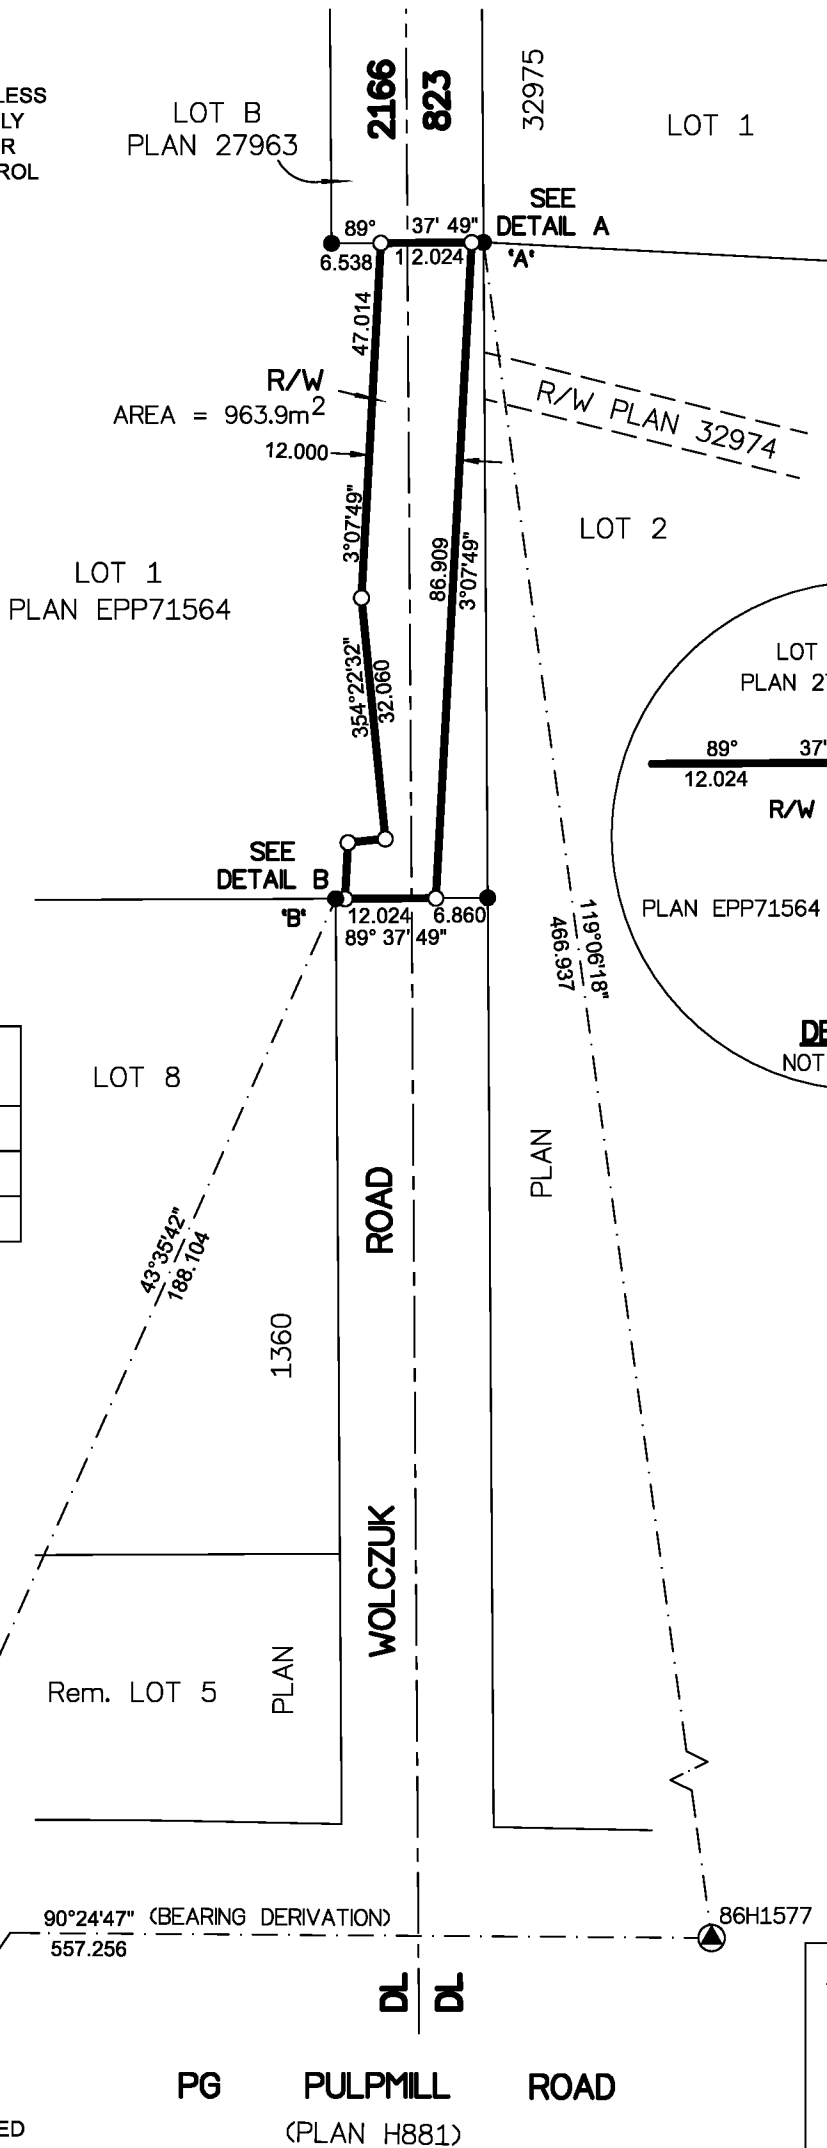 LESS
LY
R
ROL
LOT B
PLAN 27963
2166
823
32975
LOT 1
SEE
DETAIL A
"A"
89° 37' 49"
6.538
12.024
47.014
R/W
AREA = 963.9m²
12.000
3°07'49"
R/W PLAN 32974
LOT 2
86.909
3°07'49"
LOT 1
PLAN EPP71564
354°22'32"
32.060
LOT
PLAN 2
89° 37'
12.024
R/W
PLAN EPP71564
DE
NOT
SEE
DETAIL B
"B"
12.024
6.860
89° 37' 49"
119°06'18"
466.937
LOT 8
PLAN
ROAD
43°35'42"
188.104
1360
WOLCZUK
PLAN
Rem. LOT 5
90°24'47" (BEARING DERIVATION)
557.256
86H1577
DL
DL
PG PULPMILL ROAD
(PLAN H881)
ED